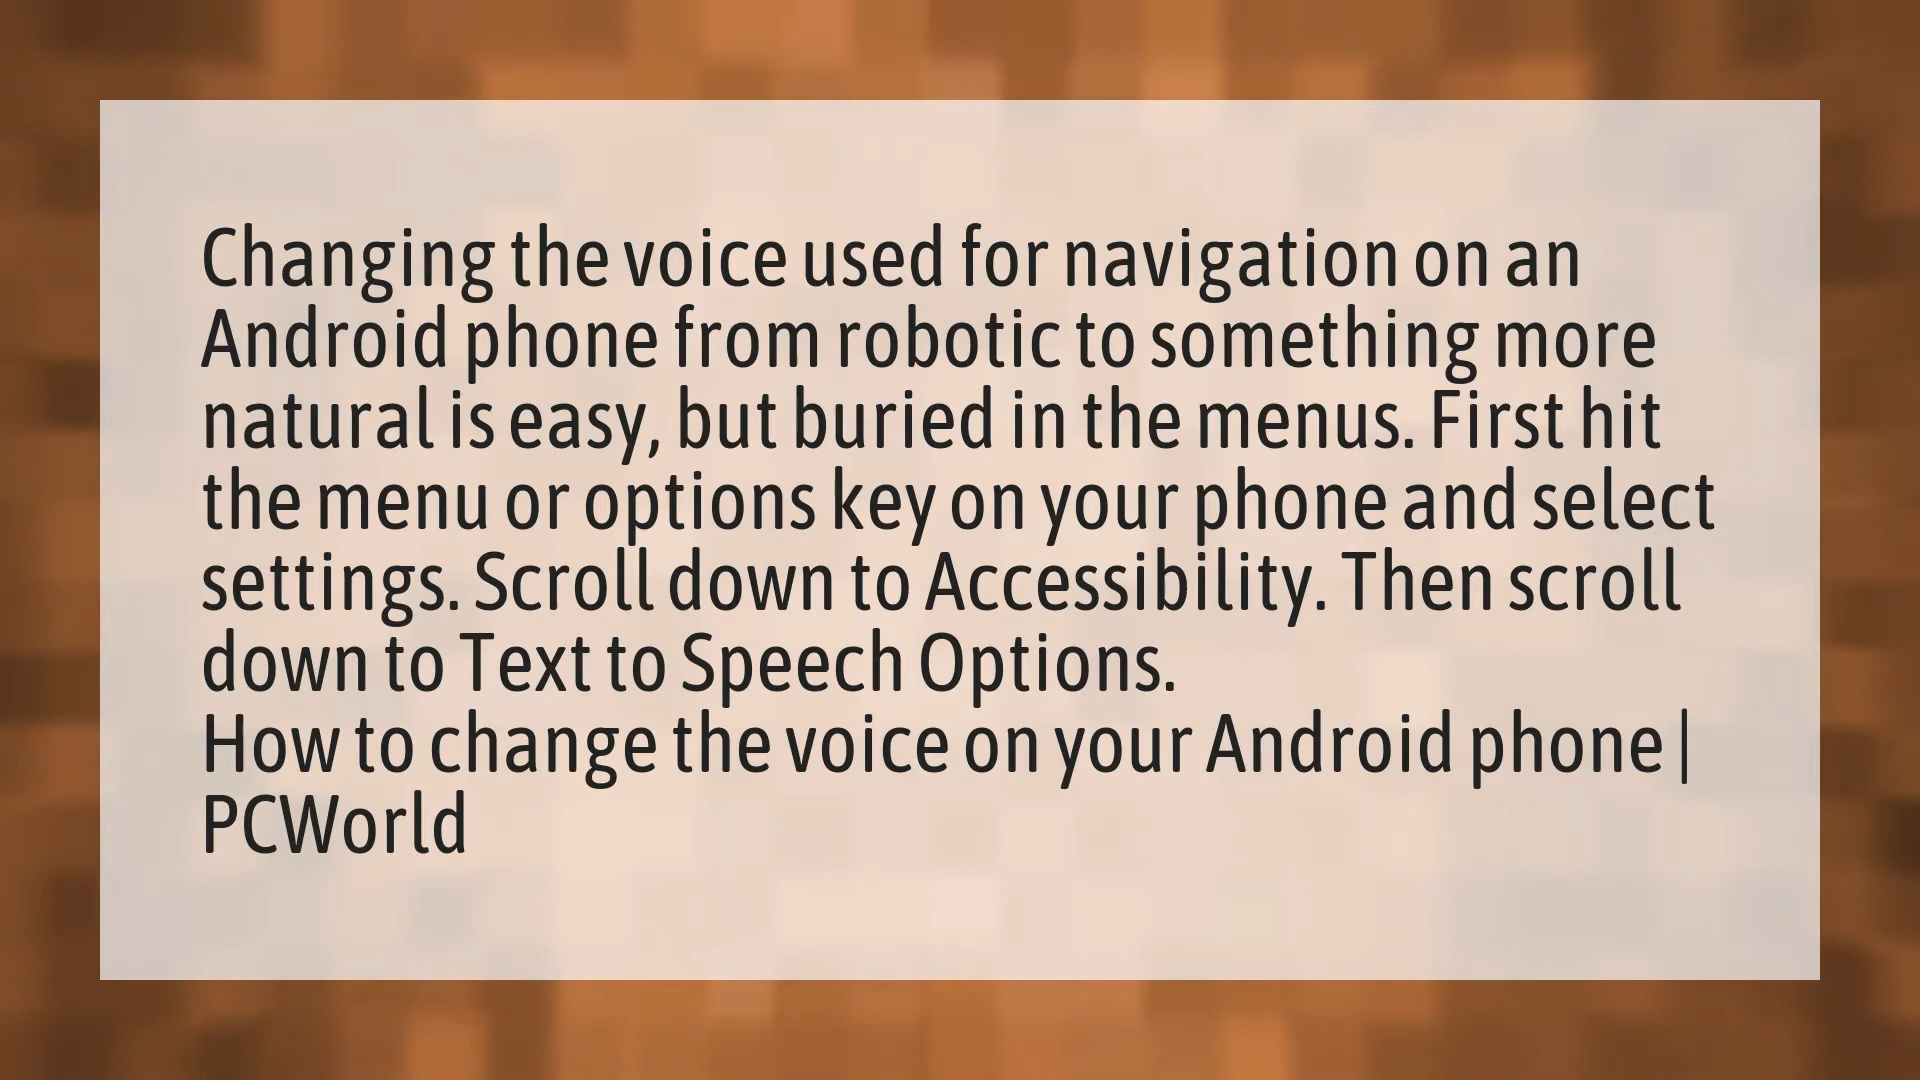 Changing the voice used for navigation on an
Android phone from robotic to something more
natural is easy, but buried in the menus. First hit
the menu or options key on your phone and select
settings. Scroll down to Accessibility. Then scroll
down to Text to Speech Options.
How to change the voice on your Android phone |
PCWorld